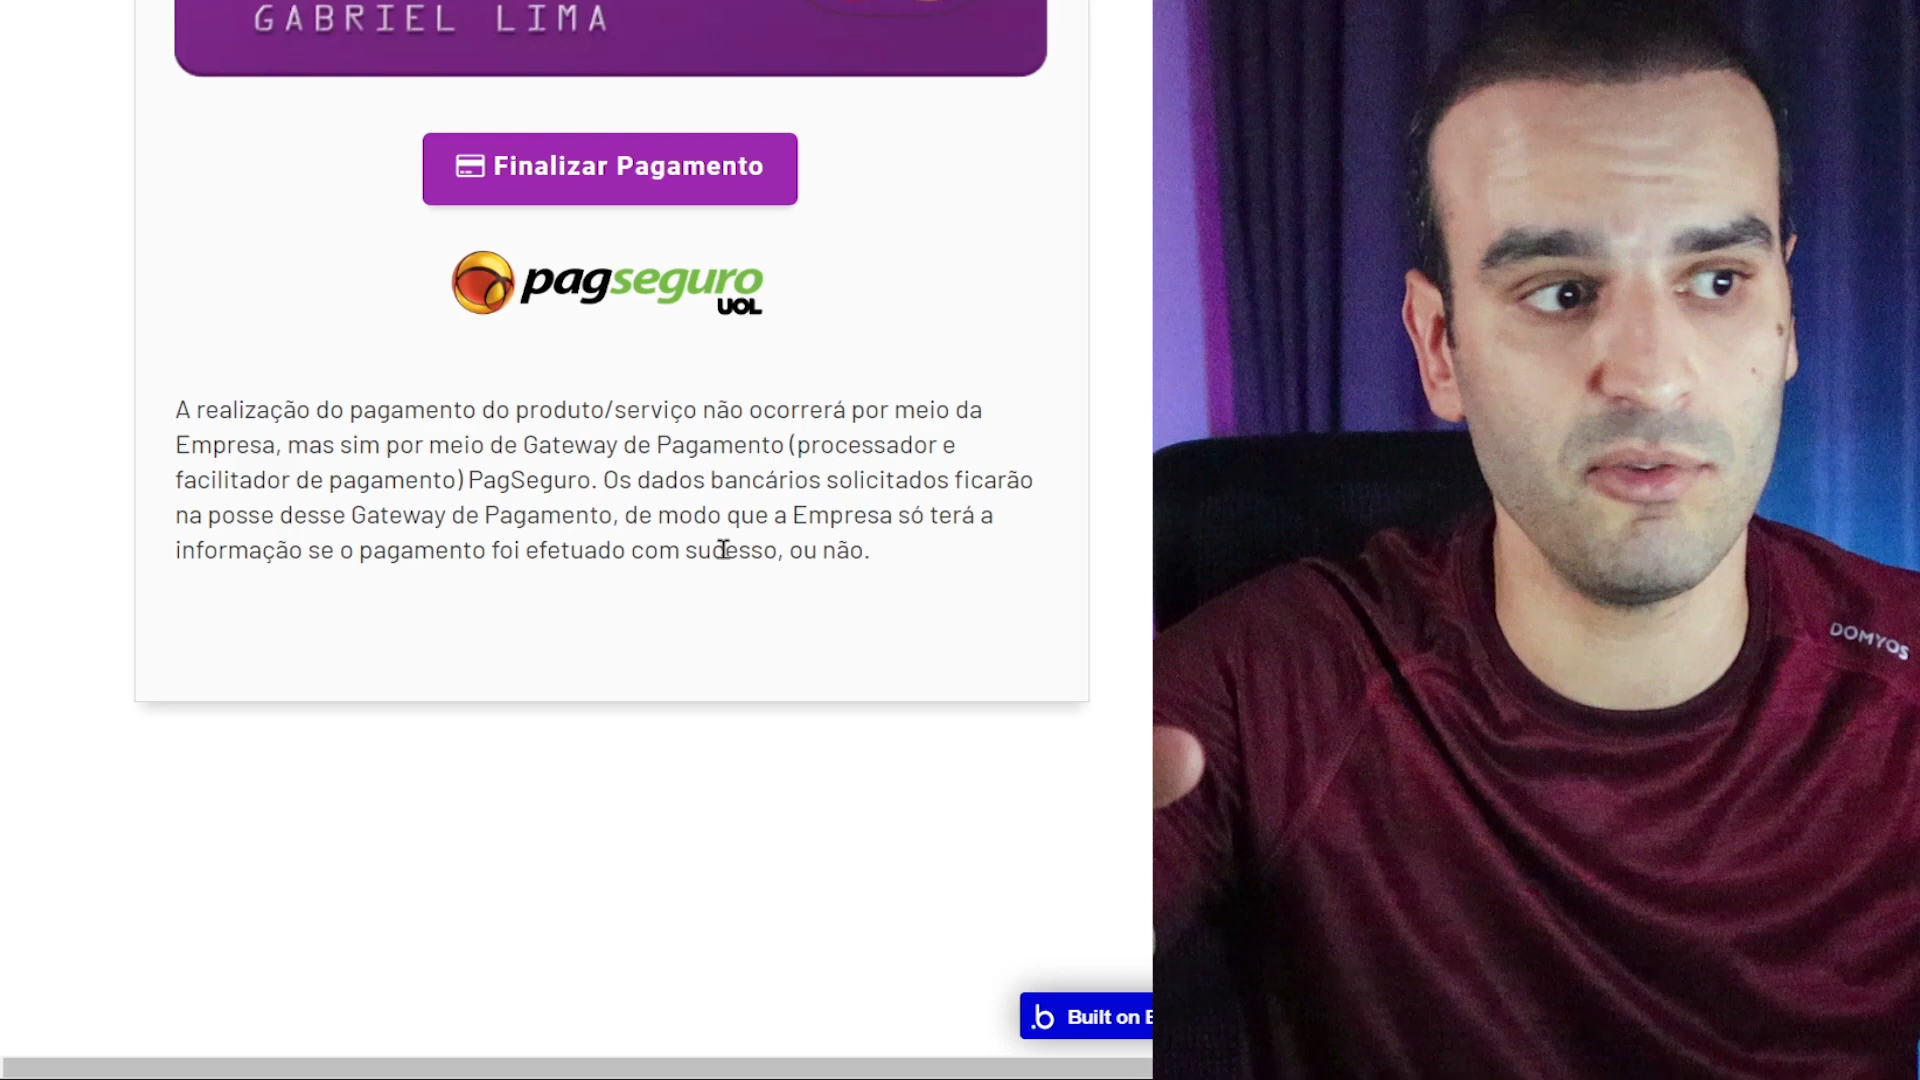 GABRIEL LIMA
Finalizar Pagamento
pagseguro
UOL
A realização do pagamento do produto/serviço não ocorrerá por meio da
Empresa, mas sim por meio de Gateway de Pagamento (processador e
facilitador de pagamento) PagSeguro. Os dados bancários solicitados ficarão
na posse desse Gateway de Pagamento, de modo que a Empresa só terá a
informação se o pagamento foi efetuado com sucesso, ou não.
DOMYOS
.b Built on